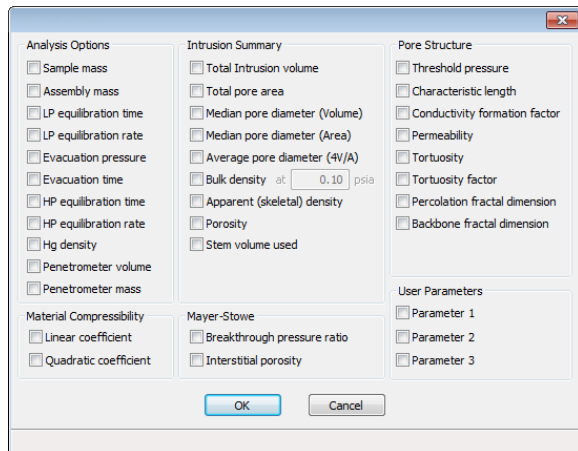 Analysis Options
Sample mass
Assembly mass
LP equilibration time
LP equilibration rate
Evacuation pressure
Evacuation time
HP equilibration time
HP equilibration rate
Hg density
Penetrometer volume
Penetrometer mass
Intrusion Summary
Total Intrusion volume
Total pore area
Median pore diameter (Volume)
Median pore diameter (Area)
Average pore diameter (4V/A)
Bulk density at 0.10 psia
Apparent (skeletal) density
Porosity
Stem volume used
Pore Structure
Threshold pressure
Characteristic length
Conductivity formation factor
Permeability
Tortuosity
Tortuosity factor
Percolation fractal dimension
Backbone fractal dimension
Material Compressibility
Linear coefficient
Quadratic coefficient
Mayer-Stowe
Breakthrough pressure ratio
Interstitial porosity
User Parameters
Parameter 1
Parameter 2
Parameter 3
OK
Cancel